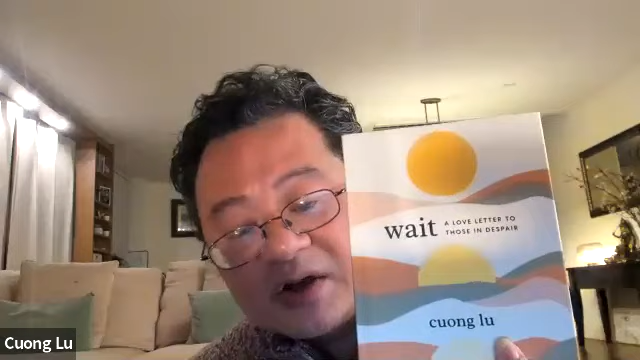 wait A LOVE LETTER TO
THOSE IN DESPAIR
cuong lu
Cuong Lu